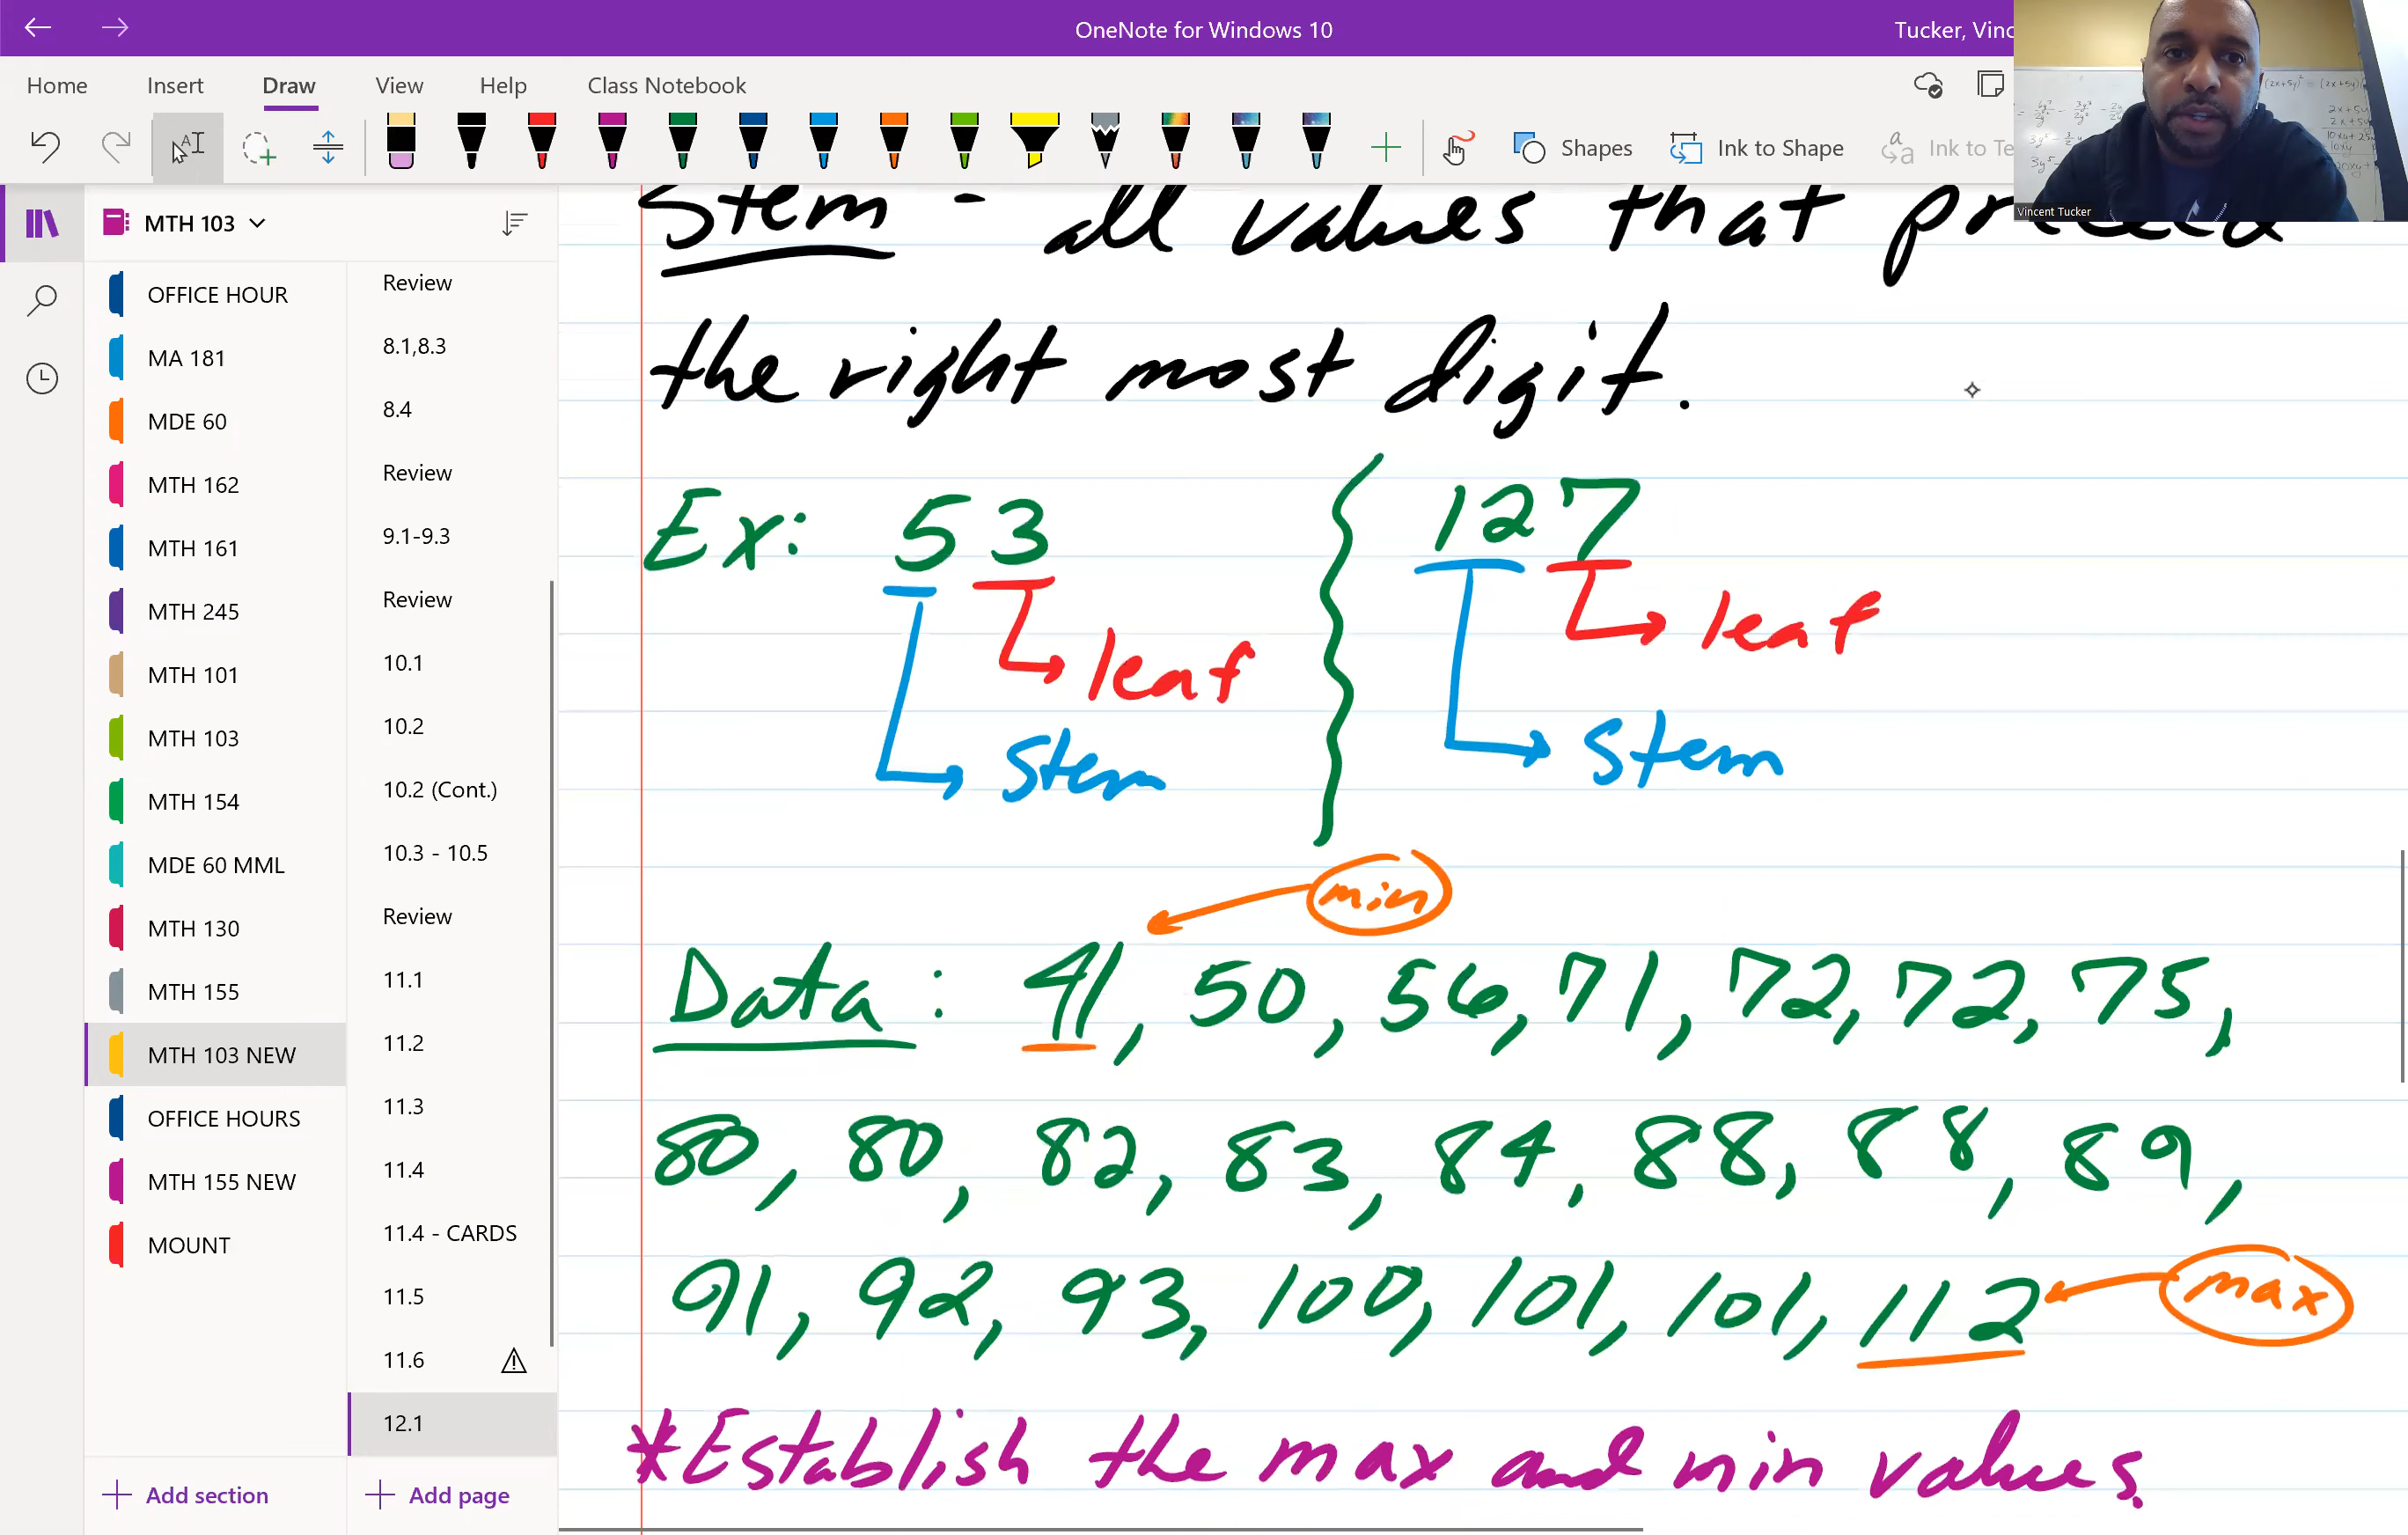 OneNote for Windows 10
Tucker, Vinc
Home Insert Draw View Help Class Notebook
Shapes Ink to Shape Ink to Te
Vincent Tucker
MTH 103
OFFICE HOUR
MA 181
MDE 60
MTH 162
MTH 161
MTH 245
MTH 101
MTH 103
MTH 154
MDE 60 MML
MTH 130
MTH 155
MTH 103 NEW
OFFICE HOURS
MTH 155 NEW
MOUNT
Add section
Review
8.1,8.3
8.4
Review
9.1-9.3
Review
10.1
10.2
10.2 (Cont.)
10.3 - 10.5
Review
11.1
11.2
11.3
11.4
11.4 - CARDS
11.5
11.6
12.1
Add page
Stem - all values that
the right most digit.
Ex: 53 127
leaf leaf
stem stem
min
Data: 41, 50, 56, 71, 72, 72, 75,
80, 80, 82, 83, 84, 88, 88, 89,
91, 92, 93, 100, 101, 101, 112 max
*Establish the max and min values.